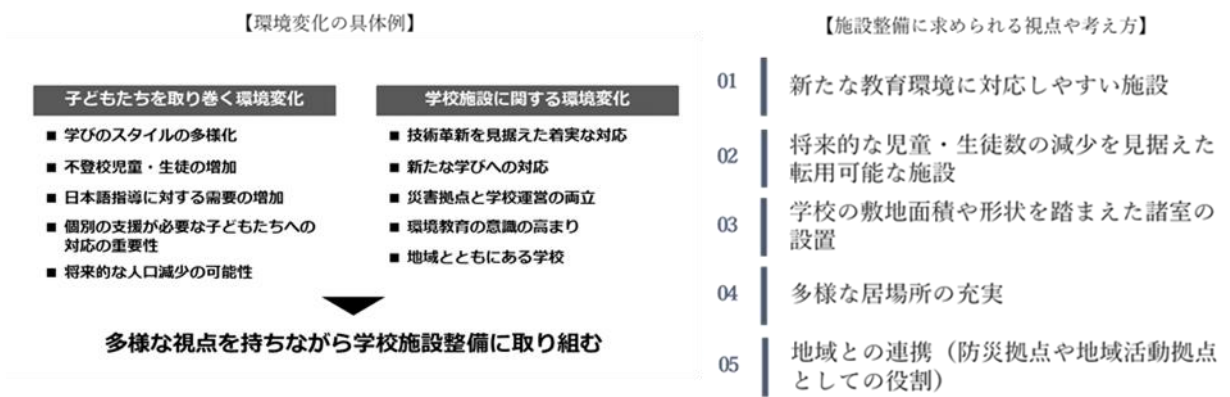 【環境変化の具体例】
子どもたちを取り巻く環境変化
■ 学びのスタイルの多様化
■ 不登校児童・生徒の増加
■ 日本語指導に対する需要の増加
■ 個別の支援が必要な子どもたちへの
対応の重要性
■ 将来的な人口減少の可能性
学校施設に関する環境変化
■ 技術革新を見据えた着実な対応
■ 新たな学びへの対応
■ 災害拠点と学校運営の両立
■ 環境教育の意識の高まり
■ 地域とともにある学校
多様な視点を持ちながら学校施設整備に取り組む
【施設整備に求められる視点や考え方】
01 新たな教育環境に対応しやすい施設
02 将来的な児童・生徒数の減少を見据えた
転用可能な施設
03 学校の敷地面積や形状を踏まえた諸室の
設置
04 多様な居場所の充実
05 地域との連携（防災拠点や地域活動拠点
としての役割）